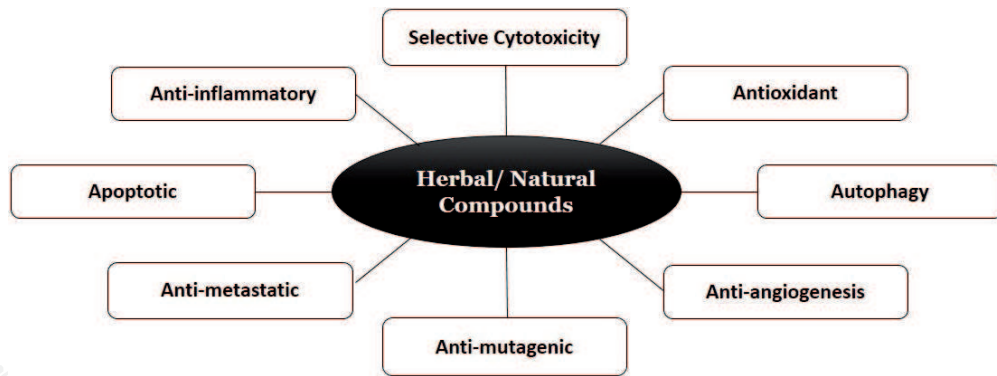 Selective Cytotoxicity
Anti-inflammatory
Antioxidant
Herbal/ Natural
Compounds
Apoptotic
Autophagy
Anti-metastatic
Anti-angiogenesis
Anti-mutagenic